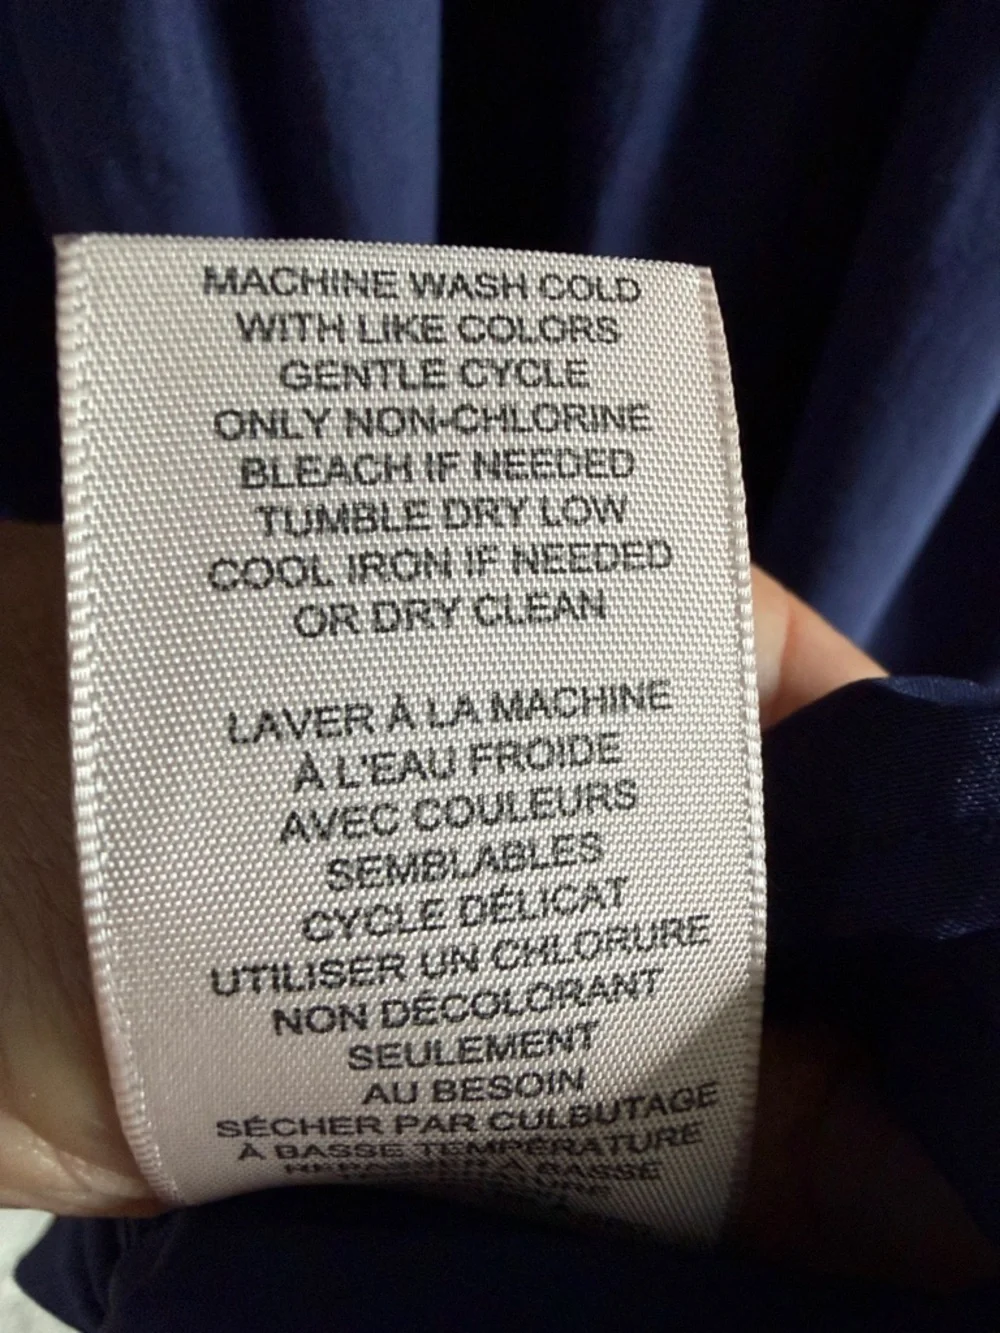 MACHINE WASH COLD
WITH LIKE COLORS
GENTLE CYCLE
ONLY NON-CHLORINE
BLEACH IF NEEDED
TUMBLE DRY LOW
COOL IRON IF NEEDED
OR DRY CLEAN
LAVER À LA MACHINE
À L'EAU FROIDE
AVEC COULEURS
SEMBLABLES
CYCLE DÉLICAT
UTILISER UN CHLORURE
NON DÉCOLORANT
SEULEMENT
AU BESOIN
SÉCHER PAR CULBUTAGE
À BASSE TEMPÉRATURE
À BASSE